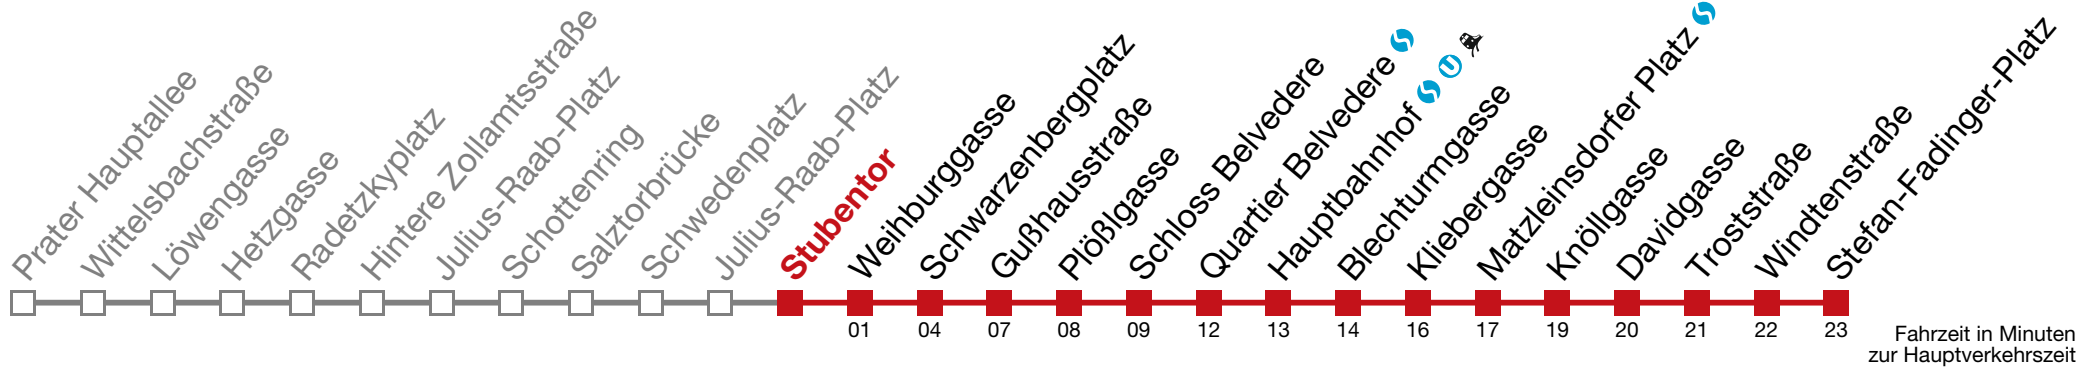 Prater Hauptallee
Wittelsbachstraße
Löwengasse
Hetzgasse
Radetzkyplatz
Hintere Zollamtsstraße
Julius-Raab-Platz
Schottenring
Salztorbrücke
Schwedenplatz
Julius-Raab-Platz
Stubentor
Weihburggasse
Schwarzenbergplatz
Gußhausstraße
Plößlgasse
Schloss Belvedere
Quartier Belvedere S
Hauptbahnhof S U
Blechturmgasse
Kliebergasse
Matzleinsdorfer Platz S
Knöllgasse
Davidgasse
Troststraße
Windtenstraße
Stefan-Fadinger-Platz
01 04 07 08 09 12 13 14 16 17 19 20 21 22 23
Fahrzeit in Minuten
zur Hauptverkehrszeit